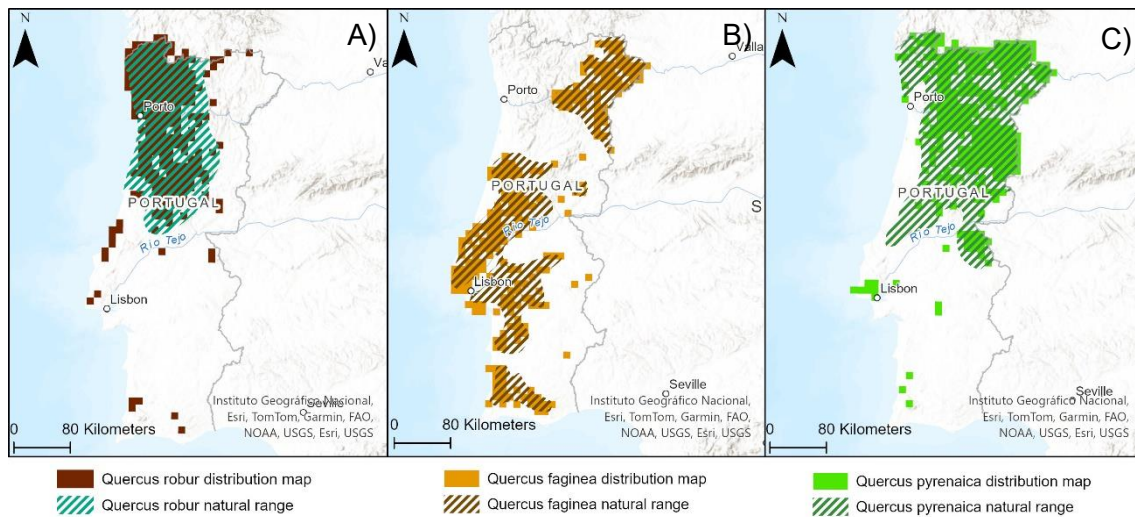 N
A)
Va
Porto
PORTUGAL
Río Tejo
Lisbon
Seville
Instituto Geográfico Nacional,
Esri, TomTom, Garmin, FAO,
NOAA, USGS, Esri, USGS
0 80 Kilometers
N
B)
Valla
Porto
PORTUGAL
Río Tejo
S
Lisbon
Seville
Instituto Geográfico Nacional,
Esri, TomTom, Garmin, FAO,
NOAA, USGS, Esri, USGS
0 80 Kilometers
N
C)
Porto
PORTUGAL
Río Tejo
Lisbon
Seville
Instituto Geográfico Nacional,
Esri, TomTom, Garmin, FAO,
NOAA, USGS, Esri, USGS
0 80 Kilometers
Quercus robur distribution map
Quercus robur natural range
Quercus faginea distribution map
Quercus faginea natural range
Quercus pyrenaica distribution map
Quercus pyrenaica natural range